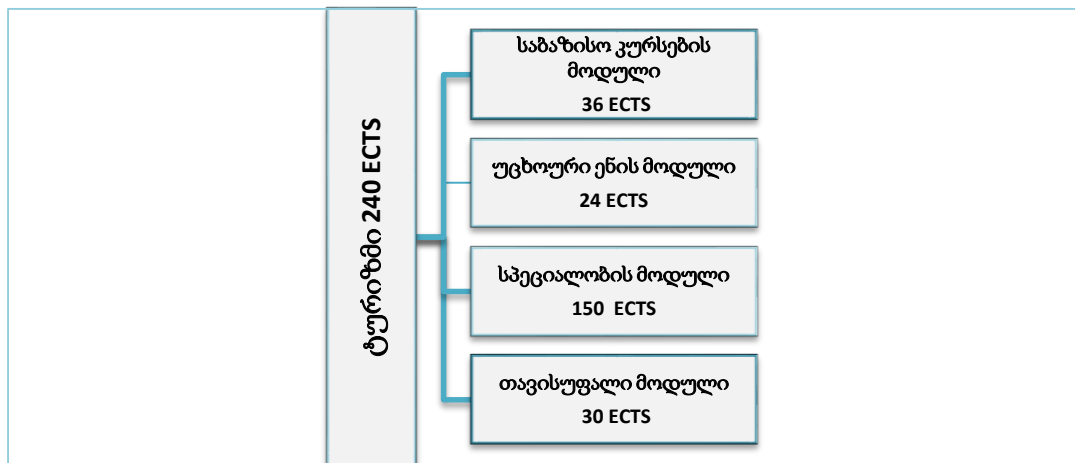 ტურიზმი 240 ECTS
საბაზისო კურსების
მოდული
36 ECTS
უცხოური ენის მოდული
24 ECTS
სპეციალობის მოდული
150 ECTS
თავისუფალი მოდული
30 ECTS